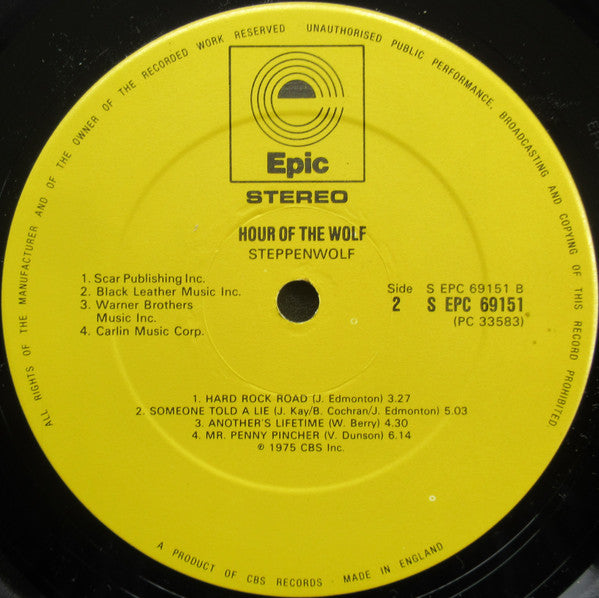 ALL RIGHTS OF THE MANUFACTURER AND OF THE OWNER OF THE RECORDED WORK RESERVED   UNAUTHORISED PUBLIC PERFORMANCE, BROADCASTING AND COPYING OF THIS RECORD PROHIBITED
Epic
STEREO
HOUR OF THE WOLF
STEPPENWOLF
1. Scar Publishing Inc.
2. Black Leather Music Inc.
3. Warner Brothers
Music Inc.
4. Carlin Music Corp.
Side S EPC 69151 B
2 S EPC 69151
(PC 33583)
1. HARD ROCK ROAD (J. Edmonton) 3.27
2. SOMEONE TOLD A LIE (J. Kay/B. Cochran/J. Edmonton) 5.03
3. ANOTHER'S LIFETIME (W. Berry) 4.30
4. MR. PENNY PINCHER (V. Dunson) 6.14
℗ 1975 CBS Inc.
A PRODUCT OF CBS RECORDS · MADE IN ENGLAND